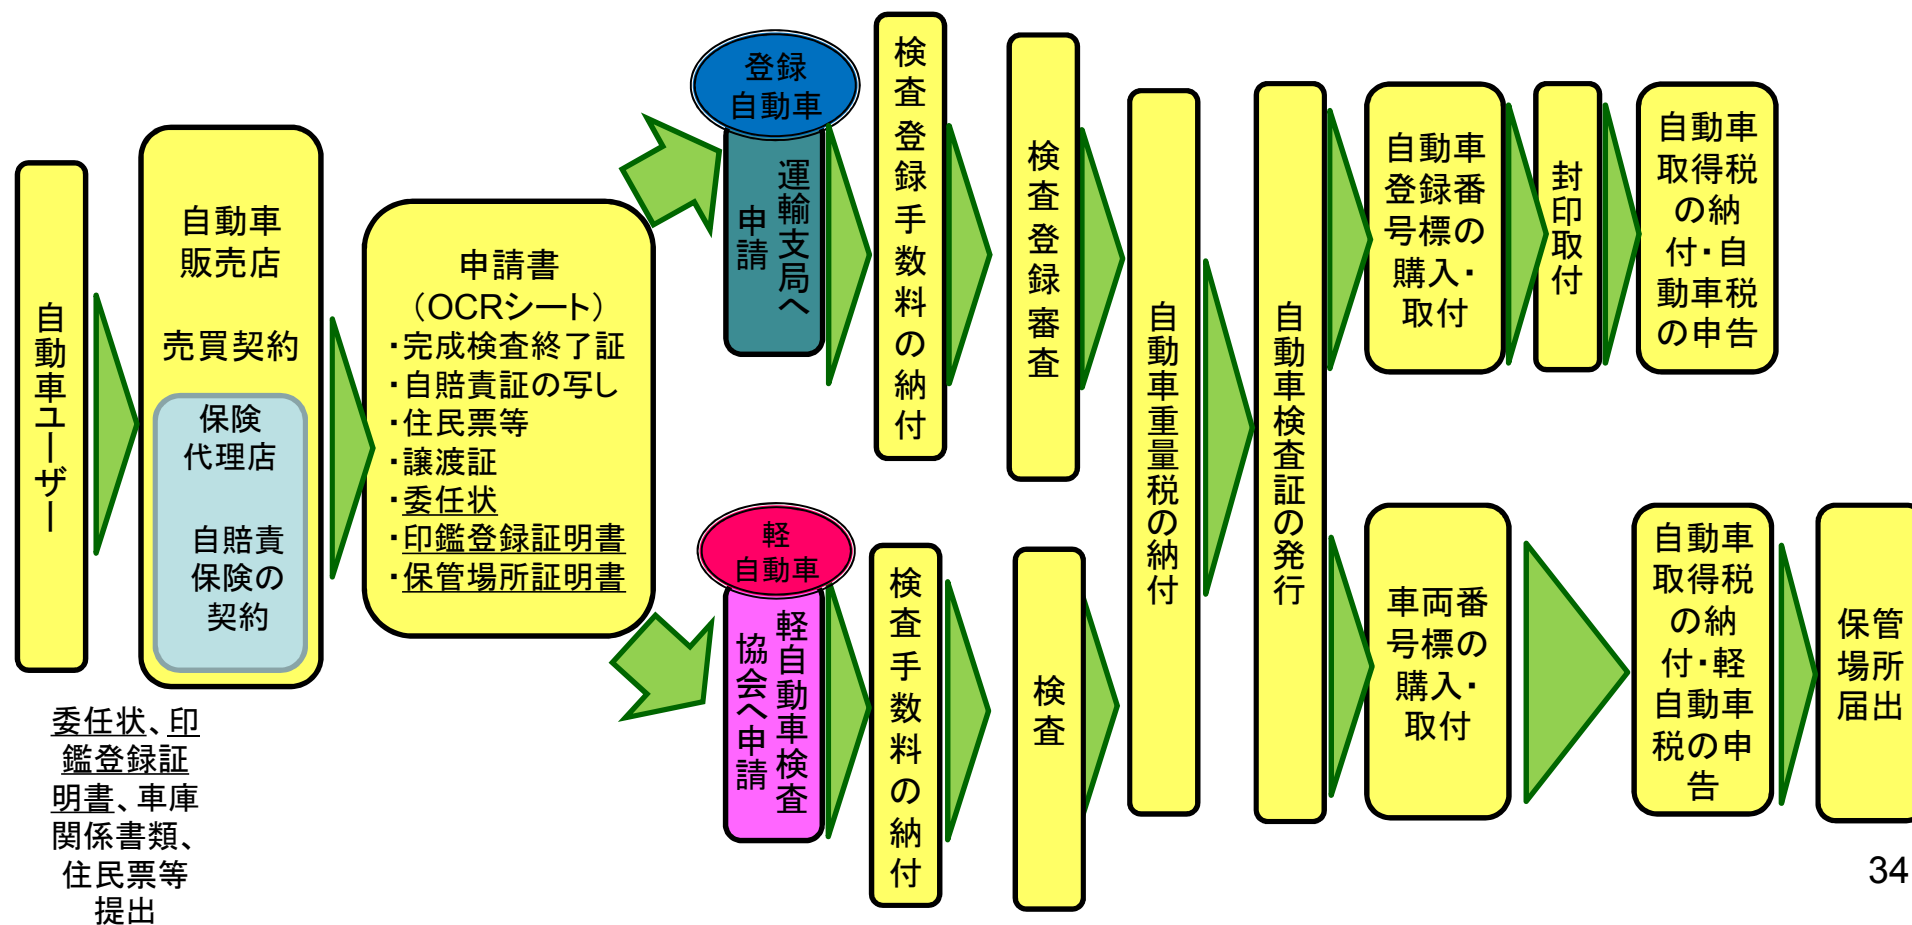 自動車ユーザー
自動車
販売店
売買契約
保険
代理店
自賠責
保険の
契約
委任状、印
鑑登録証
明書、車庫
関係書類、
住民票等
提出
申請書
（OCRシート）
・完成検査終了証
・自賠責証の写し
・住民票等
・譲渡証
・委任状
・印鑑登録証明書
・保管場所証明書
登録
自動車
運輸支局へ
申請
検査登録手数料の納付
検査登録審査
軽
自動車
軽自動車検査
協会へ申請
検査手数料の納付
検査
自動車重量税の納付
自動車検査証の発行
自動車
登録番
号標の
購入・
取付
封印取付
自動車
取得税
の納
付・自
動車税
の申告
車両番
号標の
購入・
取付
自動車
取得税
の納
付・軽
自動車
税の申
告
保管
場所
届出
34